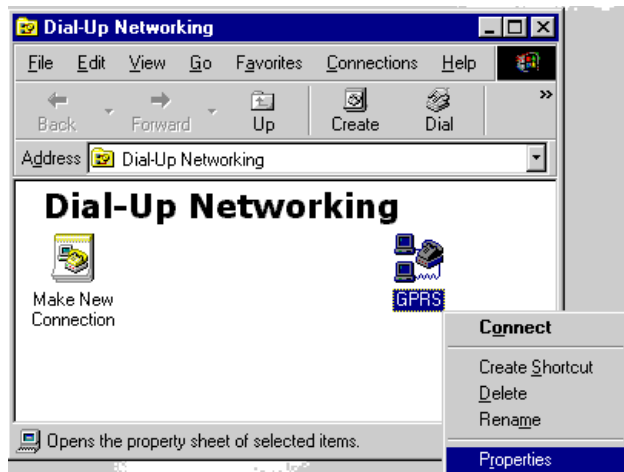 Dial-Up Networking
File Edit View Go Favorites Connections Help
Back Forward Up Create Dial »
Address Dial-Up Networking
Dial-Up Networking
Make New
Connection
GPRS
Connect
Create Shortcut
Delete
Rename
Properties
Opens the property sheet of selected items.